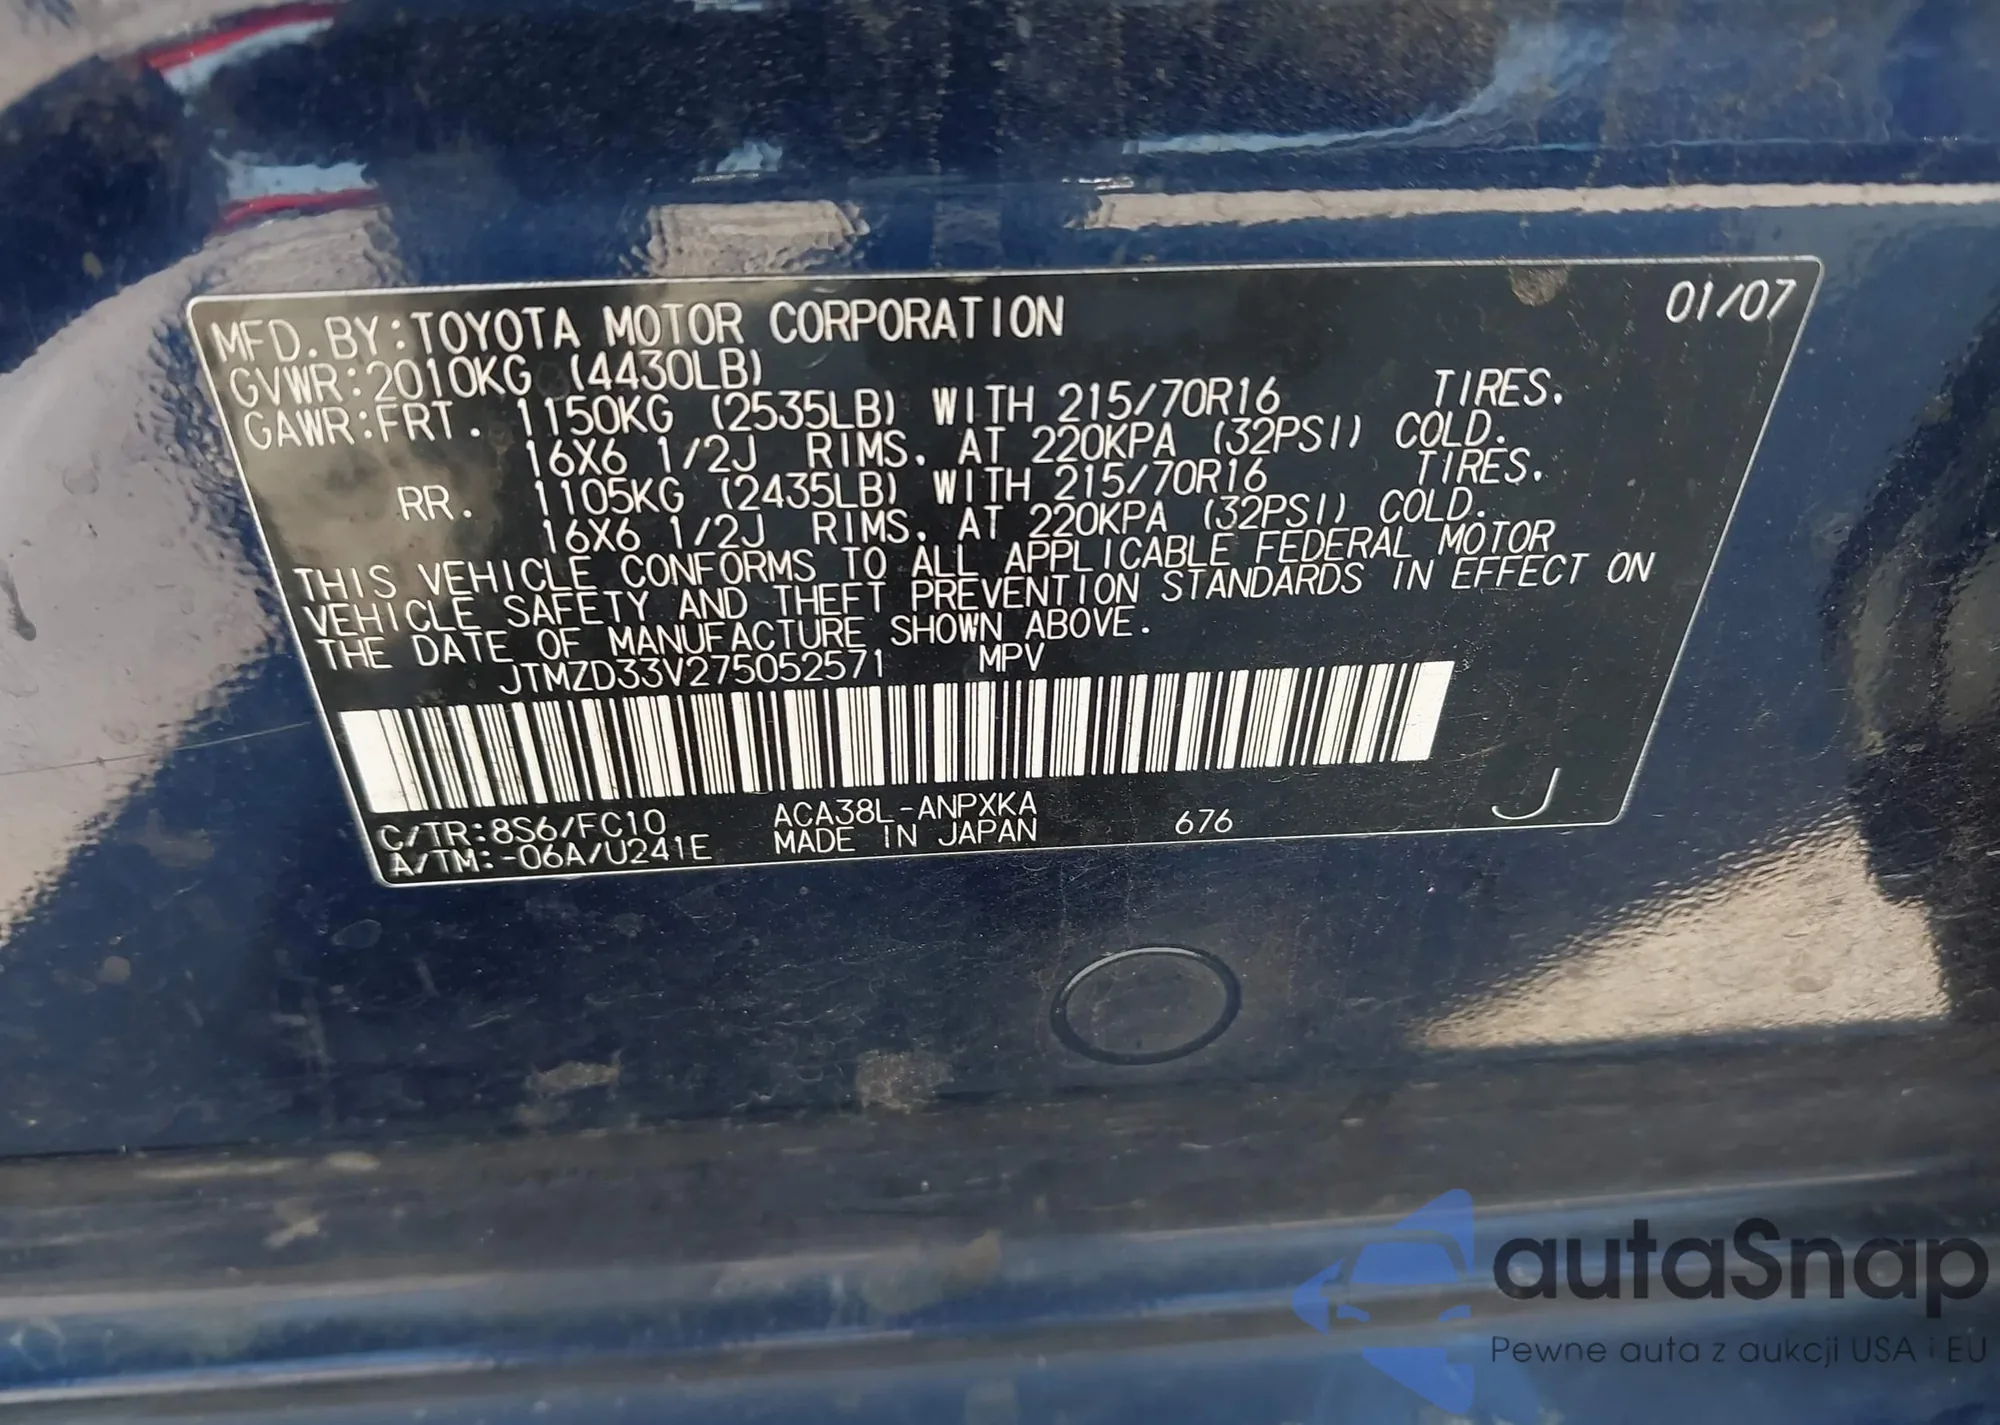 MFD. BY: TOYOTA MOTOR CORPORATION 01/07
GVWR: 2010KG (4430LB)
GAWR: FRT. 1150KG (2535LB) WITH 215/70R16 TIRES.
16X6 1/2J RIMS. AT 220KPA (32PSI) COLD.
RR. 1105KG (2435LB) WITH 215/70R16 TIRES.
16X6 1/2J RIMS. AT 220KPA (32PSI) COLD.
THIS VEHICLE CONFORMS TO ALL APPLICABLE FEDERAL MOTOR
VEHICLE SAFETY AND THEFT PREVENTION STANDARDS IN EFFECT ON
THE DATE OF MANUFACTURE SHOWN ABOVE.
JTMZD33V275052571 MPV
C/TR: 8S6/FC10 ACA38L-ANPXKA 676 J
A/TM: -06A/U241E MADE IN JAPAN
autaSnap
Pewne auta z aukcji USA i EU